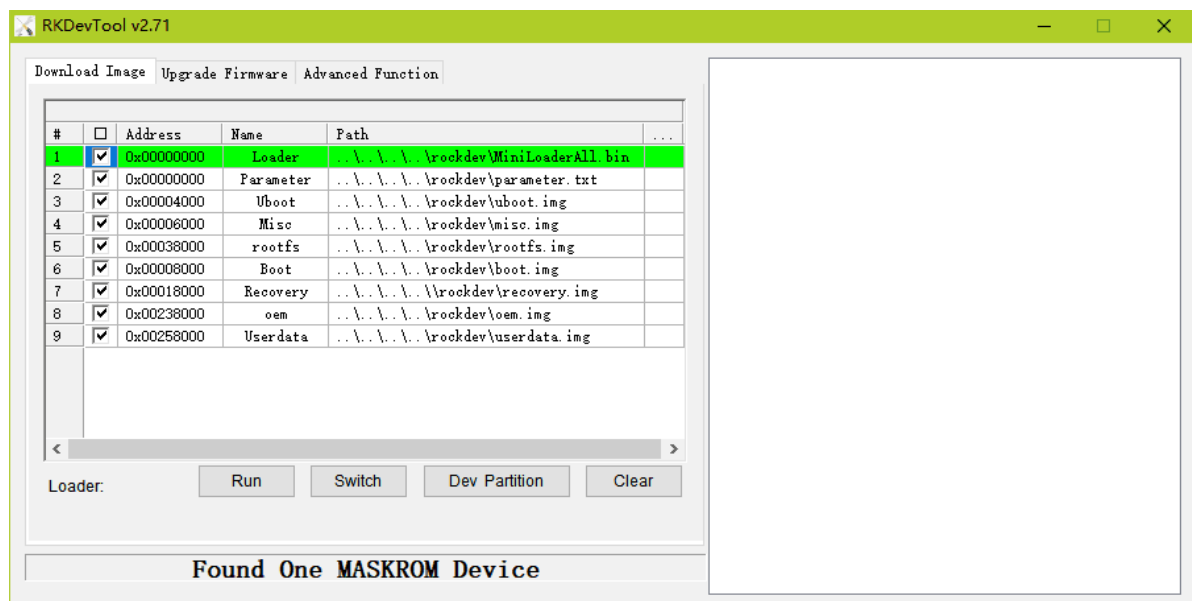 RKDevTool v2.71
Download Image Upgrade Firmware Advanced Function
# Address Name Path ...
1 0x00000000 Loader ..\..\..\..\rockdev\MiniLoaderAll.bin
2 0x00000000 Parameter ..\..\..\..\rockdev\parameter.txt
3 0x00004000 Uboot ..\..\..\..\rockdev\uboot.img
4 0x00006000 Misc ..\..\..\..\rockdev\misc.img
5 0x00038000 rootfs ..\..\..\..\rockdev\rootfs.img
6 0x00008000 Boot ..\..\..\..\rockdev\boot.img
7 0x00018000 Recovery ..\..\..\..\\rockdev\recovery.img
8 0x00238000 oem ..\..\..\..\rockdev\oem.img
9 0x00258000 Userdata ..\..\..\..\rockdev\userdata.img
Loader: Run Switch Dev Partition Clear
Found One MASKROM Device